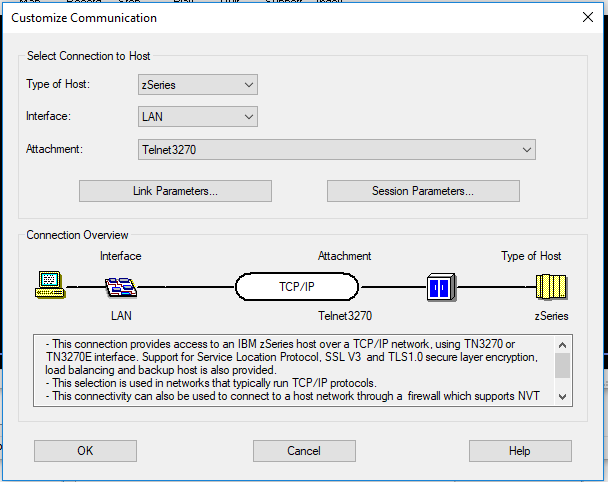 Customize Communication
Select Connection to Host
Type of Host: zSeries
Interface: LAN
Attachment: Telnet3270
Link Parameters... Session Parameters...
Connection Overview
Interface Attachment Type of Host
TCP/IP
LAN Telnet3270 zSeries
- This connection provides access to an IBM zSeries host over a TCP/IP network, using TN3270 or
TN3270E interface. Support for Service Location Protocol, SSL V3 and TLS1.0 secure layer encryption,
load balancing and backup host is also provided.
- This selection is used in networks that typically run TCP/IP protocols.
- This connectivity can also be used to connect to a host network through a firewall which supports NVT
OK Cancel Help